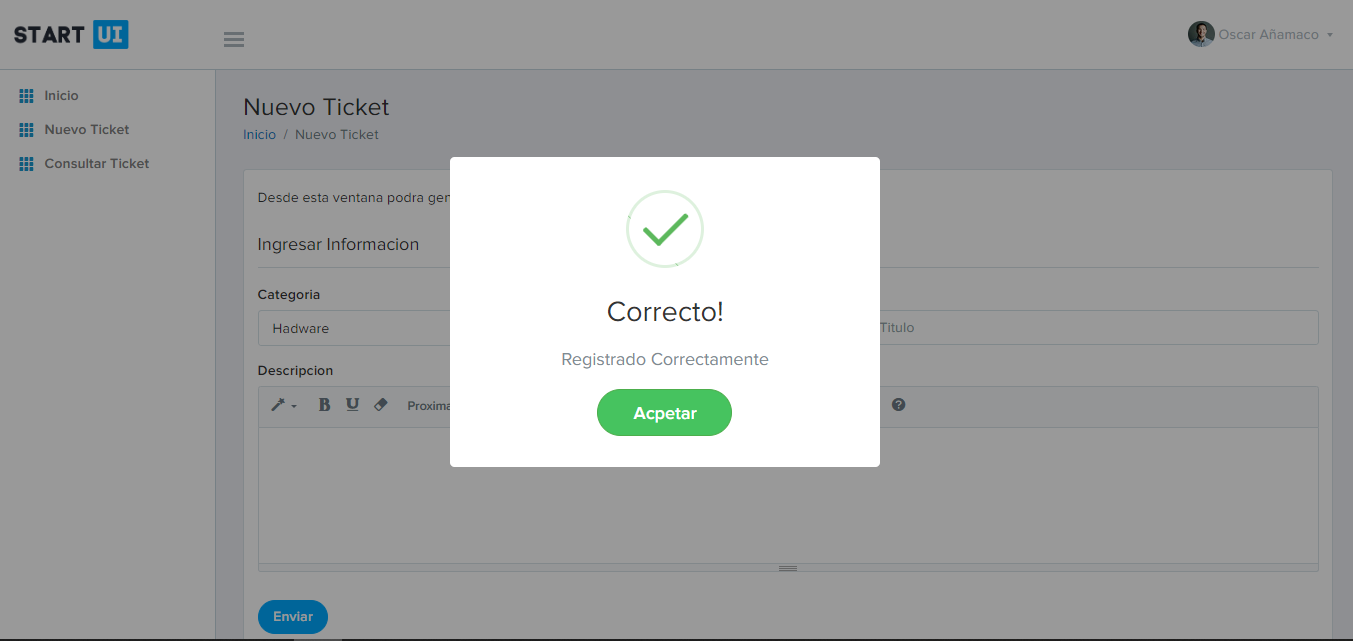 START UI
Oscar Añamaco
Inicio
Nuevo Ticket
Consultar Ticket
Nuevo Ticket
Inicio / Nuevo Ticket
Desde esta ventana podra gen
Ingresar Informacion
Categoria
Hadware
Titulo
Descripcion
B U Proxima
Correcto!
Registrado Correctamente
Acpetar
Enviar